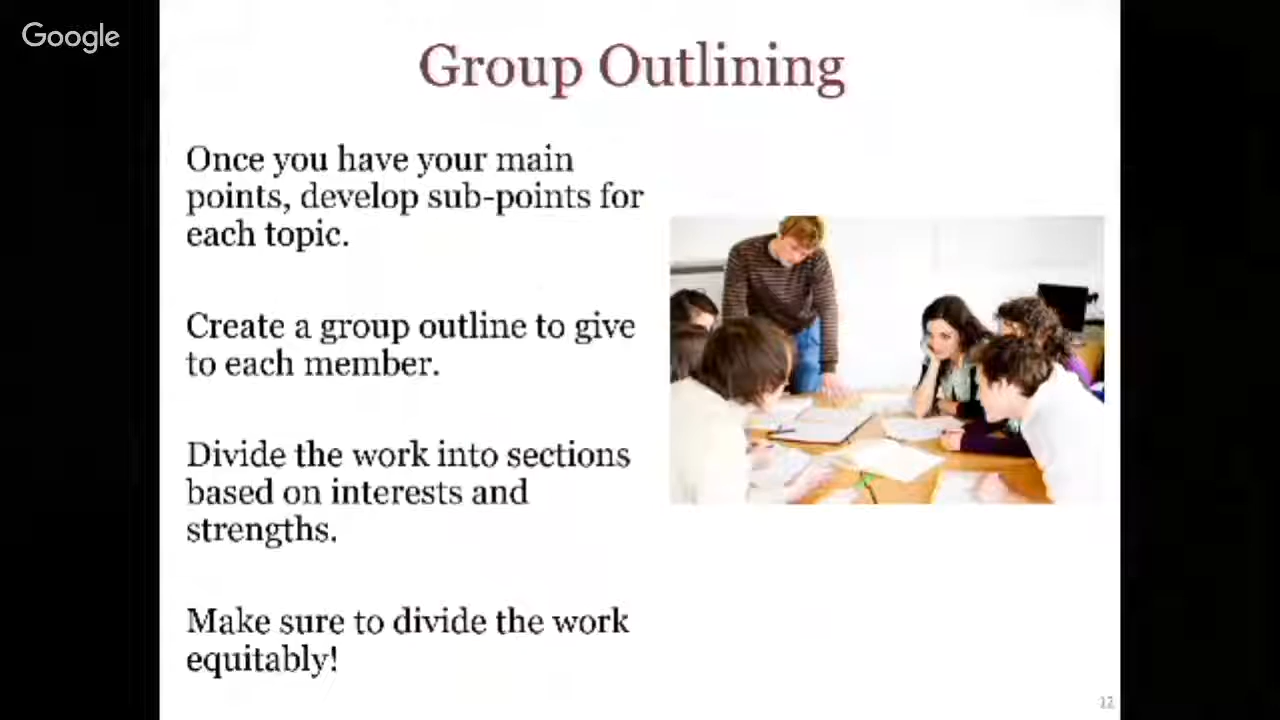 Google
Group Outlining
Once you have your main
points, develop sub-points for
each topic.
Create a group outline to give
to each member.
Divide the work into sections
based on interests and
strengths.
Make sure to divide the work
equitably!
12